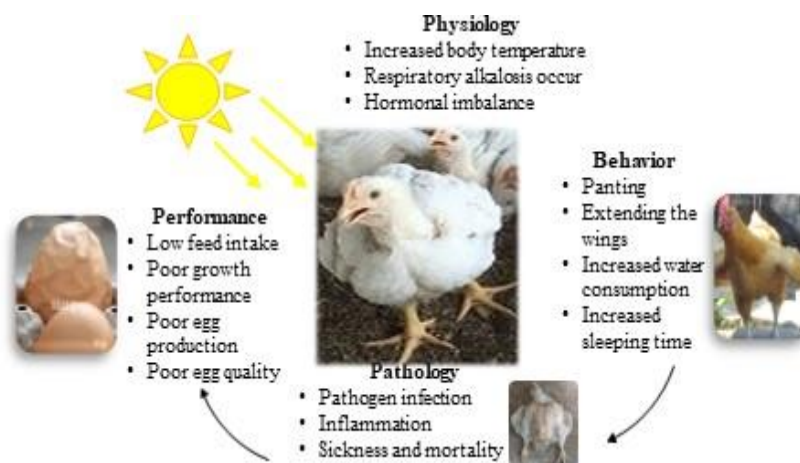 Physiology
• Increased body temperature
• Respiratory alkalosis occur
• Hormonal imbalance
Behavior
• Panting
• Extending the
wings
• Increased water
consumption
• Increased
sleeping time
Performance
• Low feed intake
• Poor growth
performance
• Poor egg
production
• Poor egg quality
Pathology
• Pathogen infection
• Inflammation
• Sickness and mortality